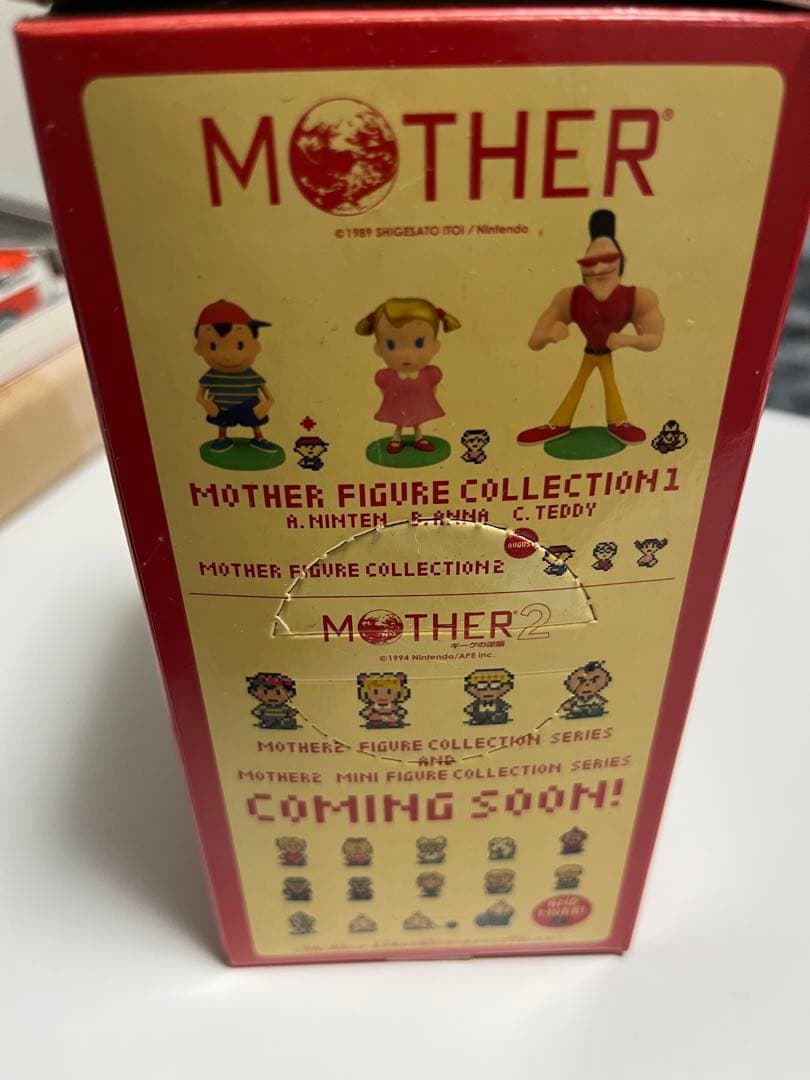 MOTHER®
©1989 SHIGESATO ITOI / Nintendo
MOTHER FIGURE COLLECTION 1
A. NINTEN B. ANNA C. TEDDY
AUGUST
MOTHER FIGURE COLLECTION 2
MOTHER 2
ギーグの逆襲
©1994 Nintendo/APE inc.
MOTHER2 FIGURE COLLECTION SERIES
AND
MOTHER2 MINI FIGURE COLLECTION SERIES
COMING SOON!
AND MORE!